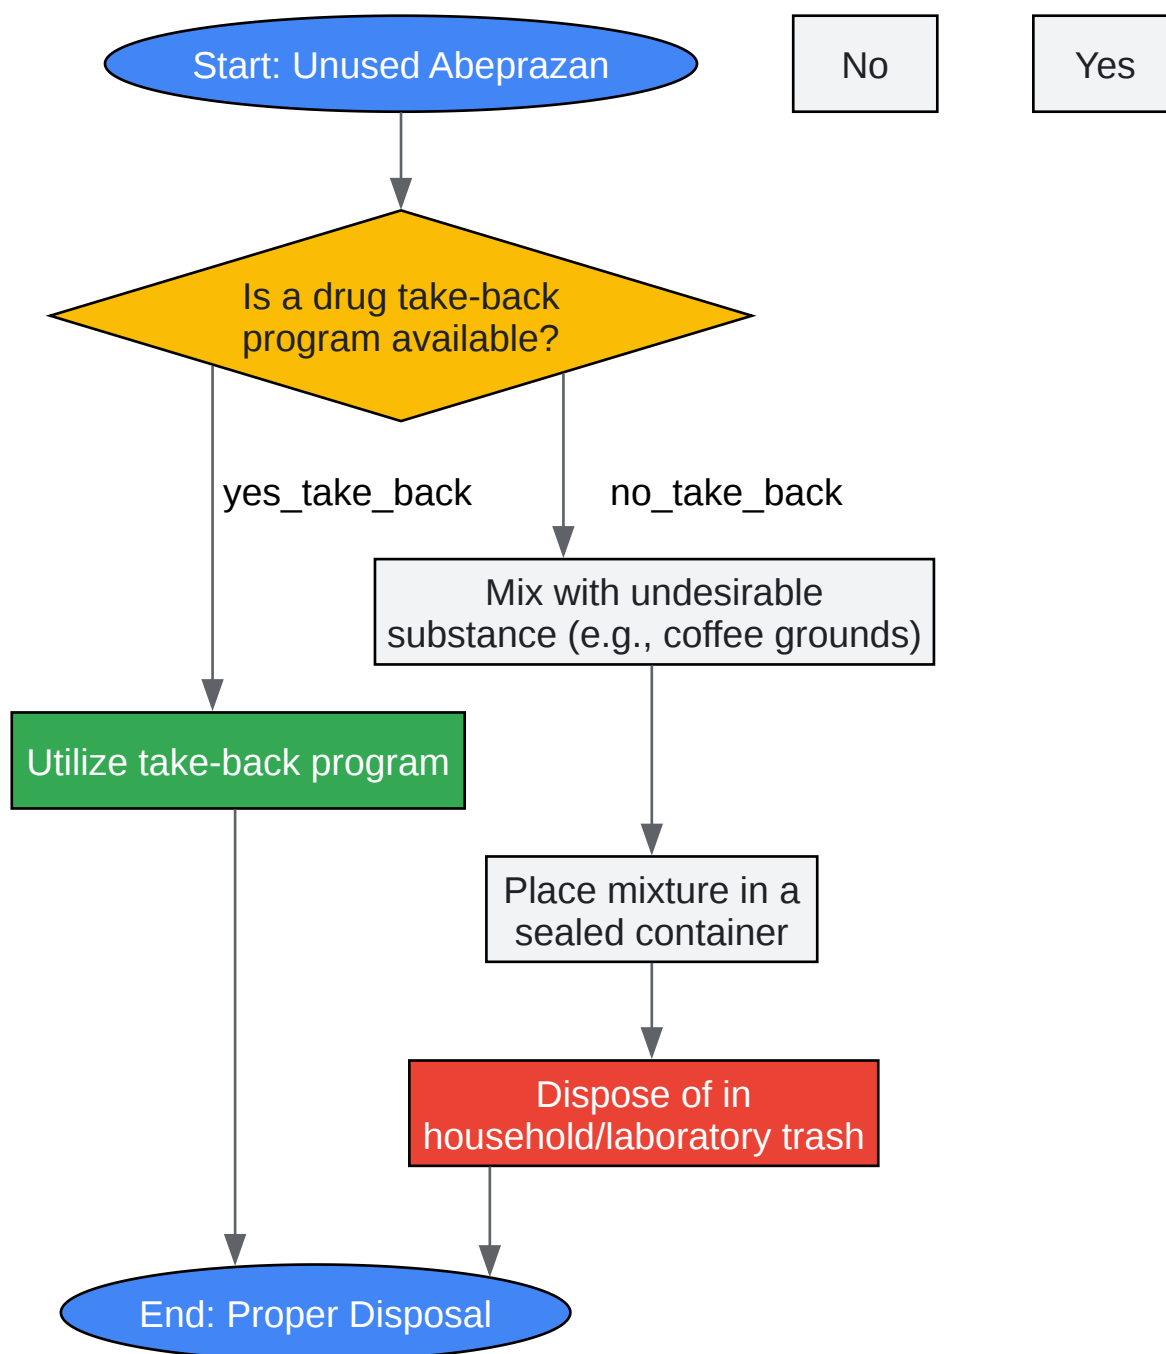 Start: Unused Abeprazan
No
Yes
Is a drug take-back
program available?
yes_take_back
no_take_back
Mix with undesirable
substance (e.g., coffee grounds)
Utilize take-back program
Place mixture in a
sealed container
Dispose of in
household/laboratory trash
End: Proper Disposal